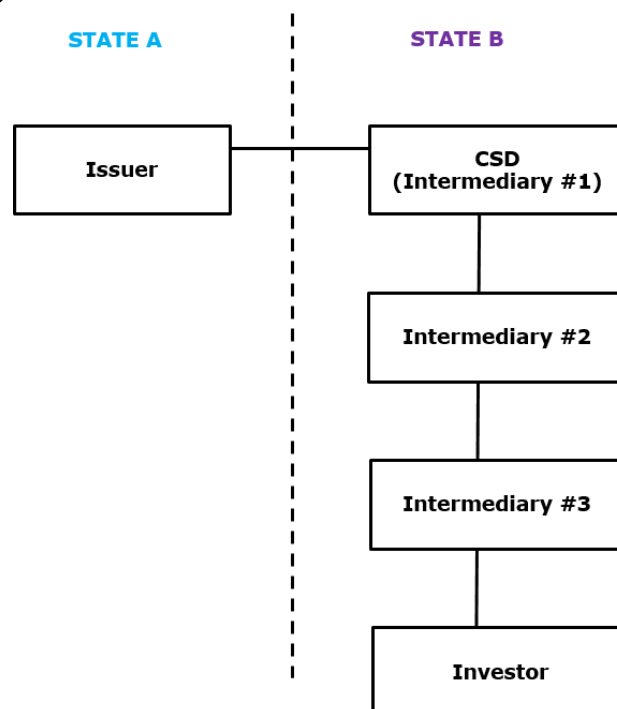 STATE A
STATE B
Issuer
CSD
(Intermediary #1)
Intermediary #2
Intermediary #3
Investor